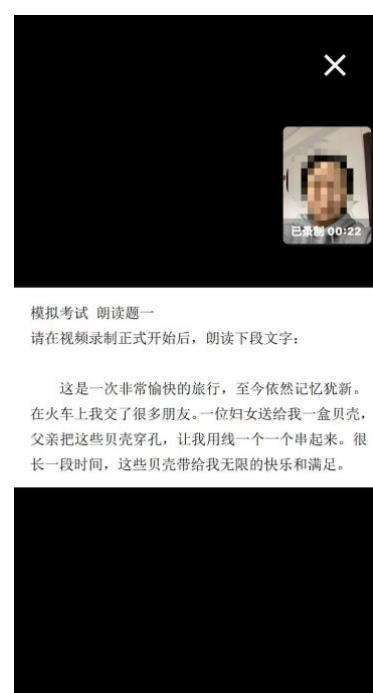 已录制 00:22
模拟考试 朗读题一
请在视频录制正式开始后，朗读下段文字：
这是一次非常愉快的旅行，至今依然记忆犹新。
在火车上我交了很多朋友。一位妇女送给我一盒贝壳，
父亲把这些贝壳穿孔，让我用线一个一个串起来。很
长一段时间，这些贝壳带给我无限的快乐和满足。